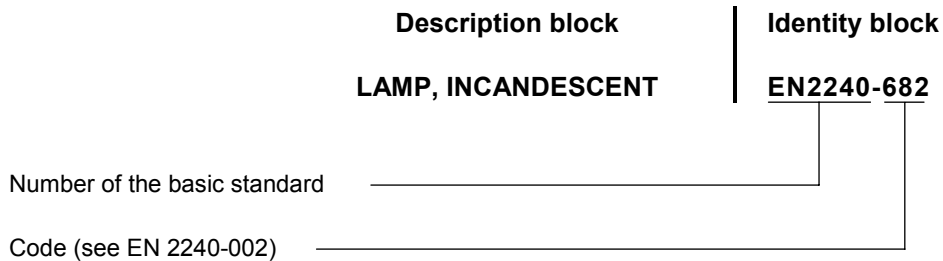 Description block Identity block
LAMP, INCANDESCENT EN2240-682
Number of the basic standard
Code (see EN 2240-002)